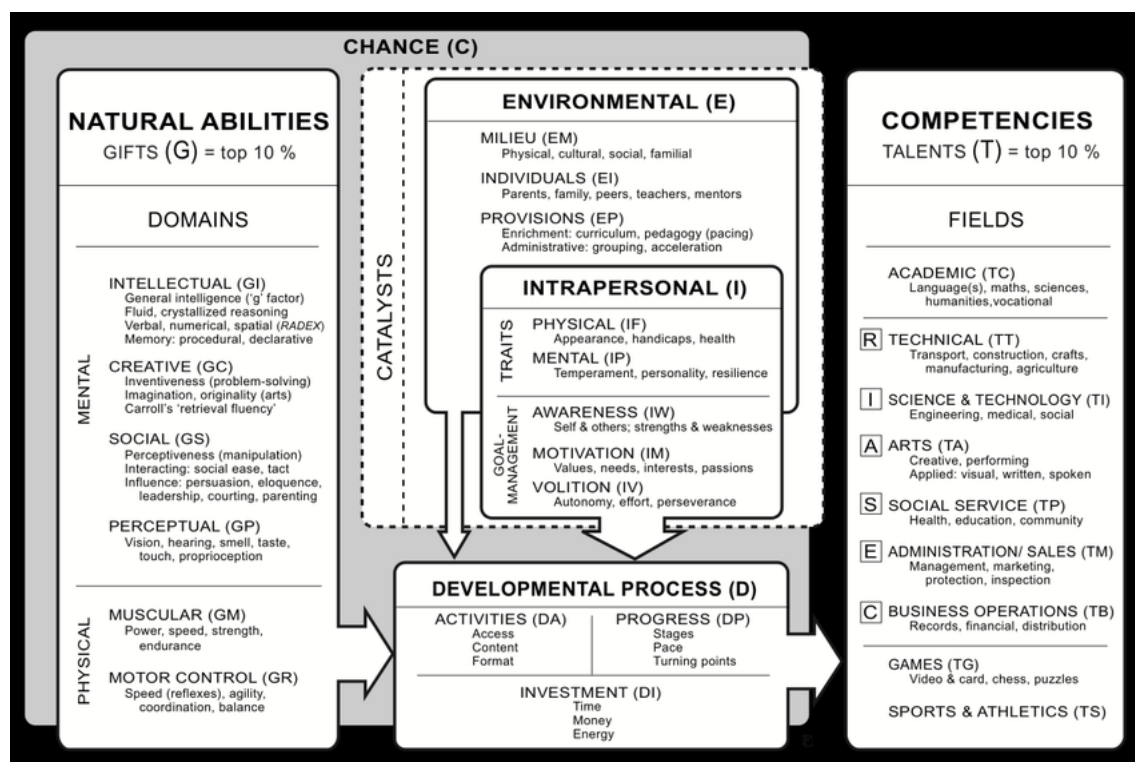 CHANCE (C)
NATURAL ABILITIES
GIFTS (G) = top 10 %
DOMAINS
MENTAL
INTELLECTUAL (GI)
General intelligence (‘g’ factor)
Fluid, crystallized reasoning
Verbal, numerical, spatial (RADEX)
Memory: procedural, declarative
CREATIVE (GC)
Inventiveness (problem-solving)
Imagination, originality (arts)
Carroll’s ‘retrieval fluency’
SOCIAL (GS)
Perceptiveness (manipulation)
Interacting: social ease, tact
Influence: persuasion, eloquence,
leadership, courting, parenting
PERCEPTUAL (GP)
Vision, hearing, smell, taste,
touch, proprioception
PHYSICAL
MUSCULAR (GM)
Power, speed, strength,
endurance
MOTOR CONTROL (GR)
Speed (reflexes), agility,
coordination, balance
CATALYSTS
ENVIRONMENTAL (E)
MILIEU (EM)
Physical, cultural, social, familial
INDIVIDUALS (EI)
Parents, family, peers, teachers, mentors
PROVISIONS (EP)
Enrichment: curriculum, pedagogy (pacing)
Administrative: grouping, acceleration
INTRAPERSONAL (I)
TRAITS
PHYSICAL (IF)
Appearance, handicaps, health
MENTAL (IP)
Temperament, personality, resilience
GOAL-
MANAGEMENT
AWARENESS (IW)
Self & others; strengths & weaknesses
MOTIVATION (IM)
Values, needs, interests, passions
VOLITION (IV)
Autonomy, effort, perseverance
DEVELOPMENTAL PROCESS (D)
ACTIVITIES (DA)
Access
Content
Format
PROGRESS (DP)
Stages
Pace
Turning points
INVESTMENT (DI)
Time
Money
Energy
COMPETENCIES
TALENTS (T) = top 10 %
FIELDS
ACADEMIC (TC)
Language(s), maths, sciences,
humanities,vocational
R TECHNICAL (TT)
Transport, construction, crafts,
manufacturing, agriculture
I SCIENCE & TECHNOLOGY (TI)
Engineering, medical, social
A ARTS (TA)
Creative, performing
Applied: visual, written, spoken
S SOCIAL SERVICE (TP)
Health, education, community
E ADMINISTRATION/ SALES (TM)
Management, marketing,
protection, inspection
C BUSINESS OPERATIONS (TB)
Records, financial, distribution
GAMES (TG)
Video & card, chess, puzzles
SPORTS & ATHLETICS (TS)